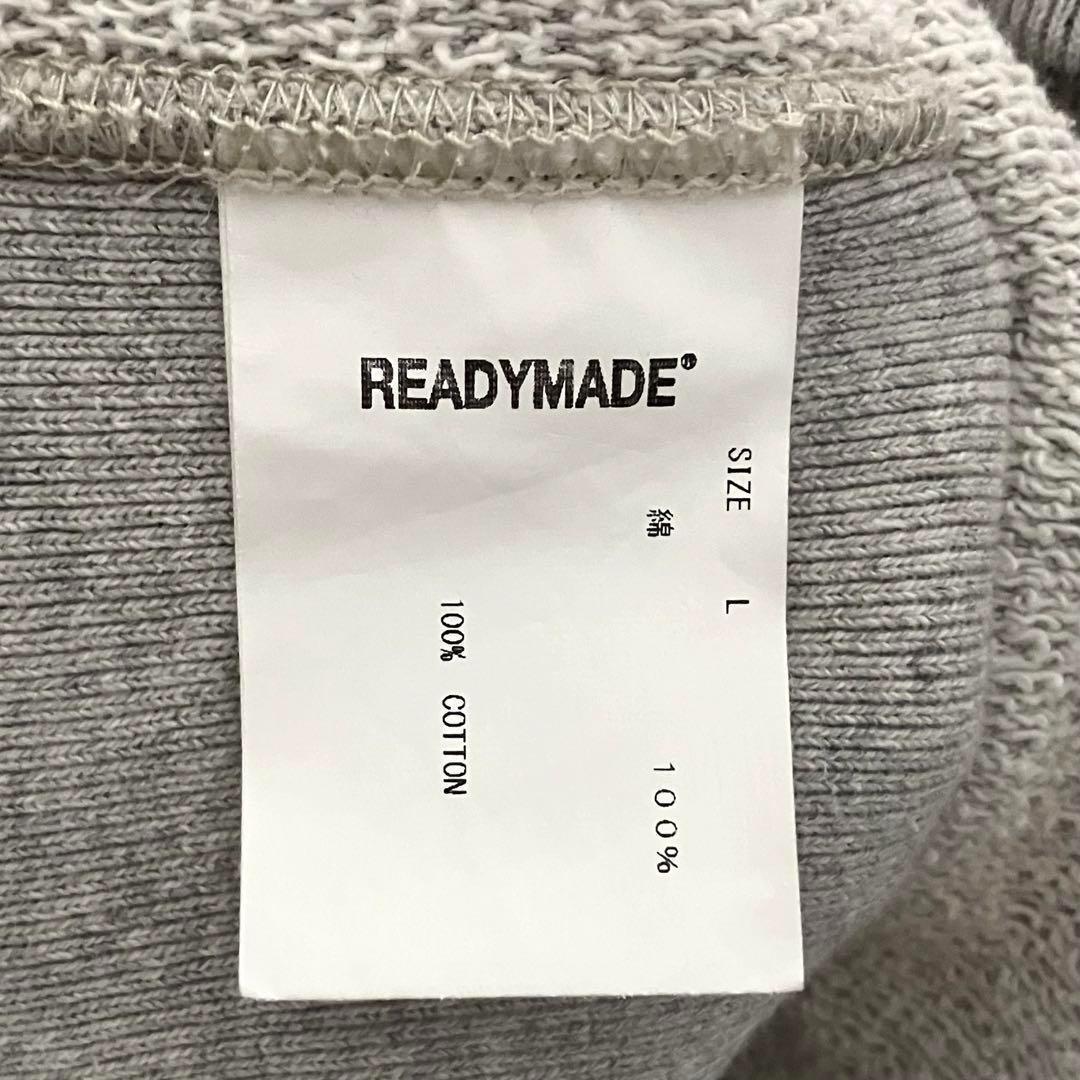 READYMADE®
SIZE L
綿 100%
100% COTTON